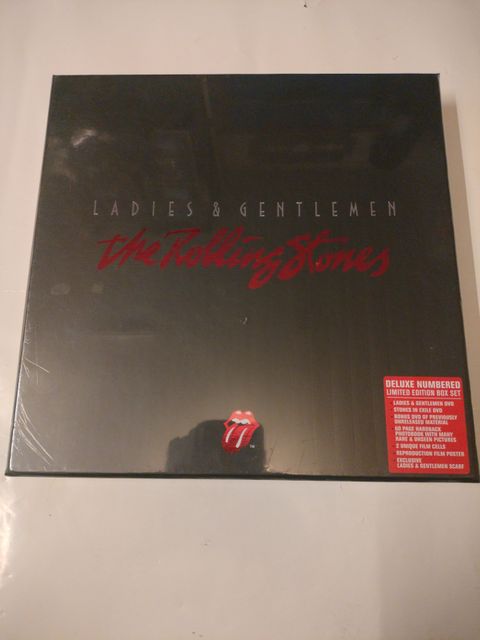 LADIES & GENTLEMEN
the Rolling Stones
TM
DELUXE NUMBERED
LIMITED EDITION BOX SET
LADIES & GENTLEMEN DVD
STONES IN EXILE DVD
BONUS DVD OF PREVIOUSLY
UNRELEASED MATERIAL
60 PAGE HARDBACK
PHOTOBOOK WITH MANY
RARE & UNSEEN PICTURES
2 UNIQUE FILM CELLS
REPRODUCTION FILM POSTER
EXCLUSIVE
LADIES & GENTLEMEN SCARF